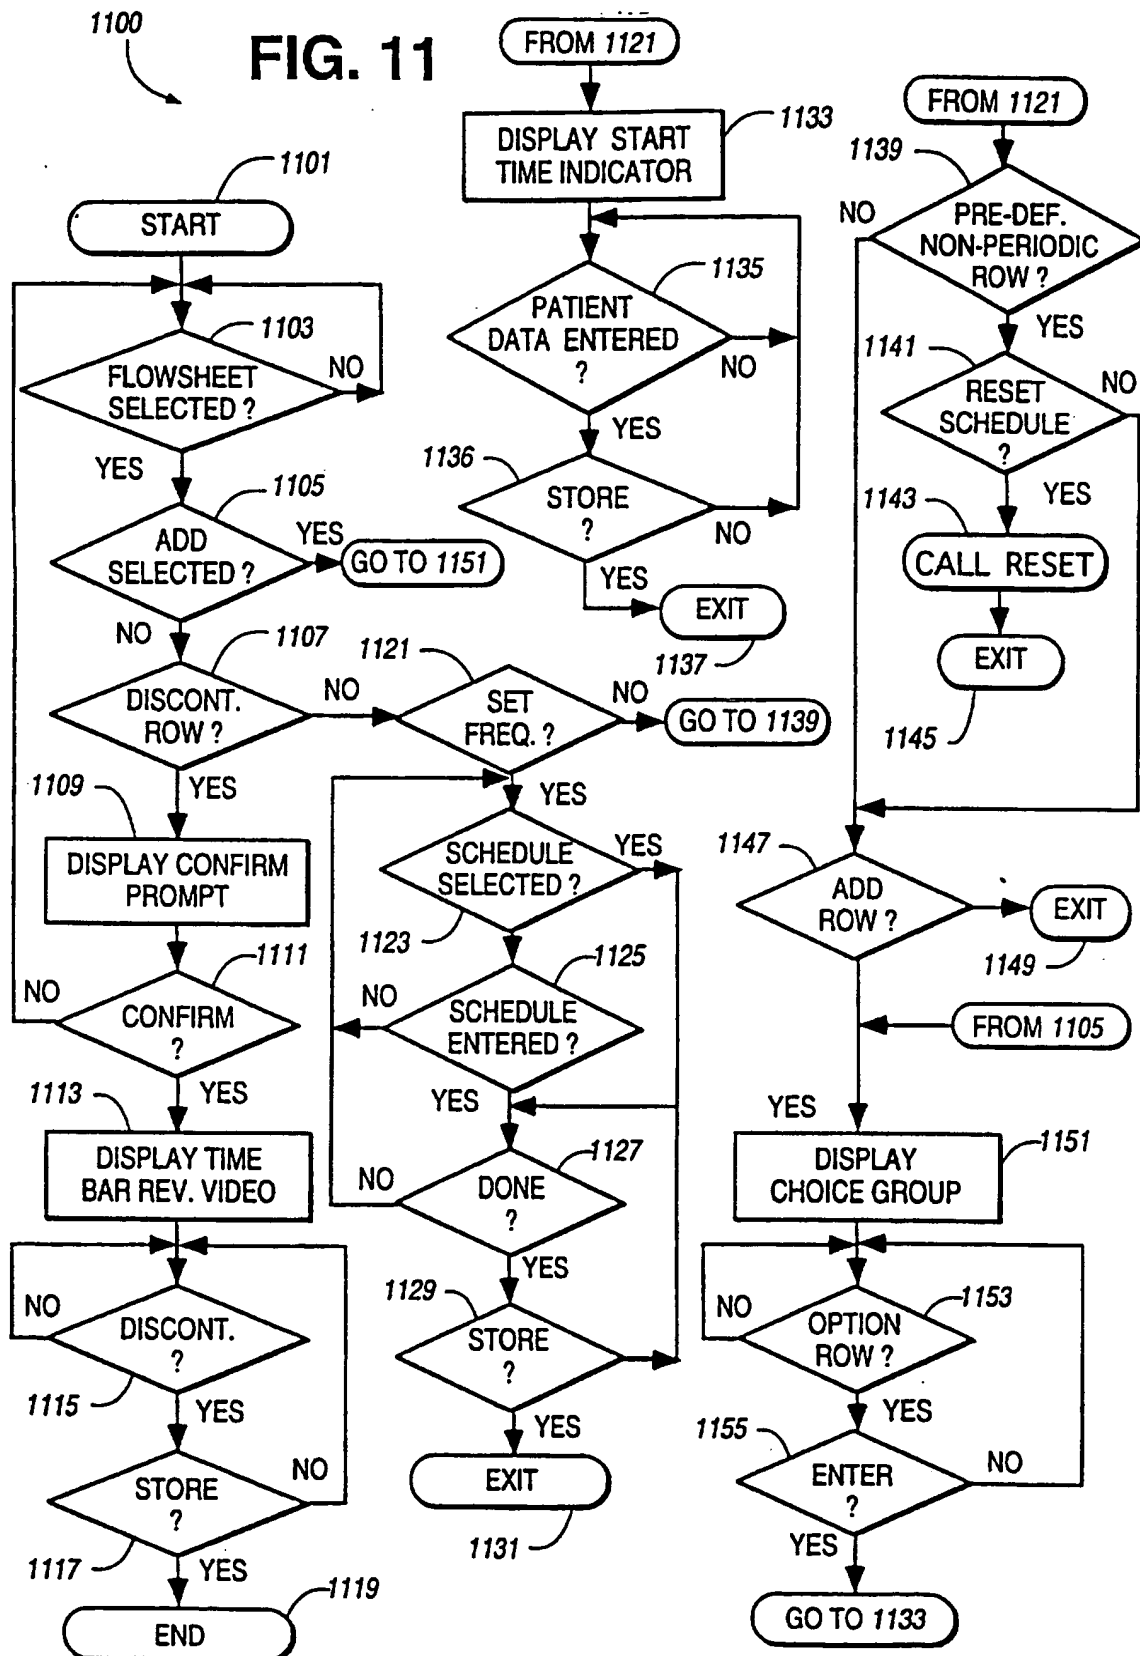 1100
FIG. 11
1101
START
1103
FLOWSHEET
SELECTED ?
NO
YES
1105
ADD
SELECTED ?
YES
GO TO 1151
NO
1107
DISCONT.
ROW ?
NO
YES
1109
DISPLAY CONFIRM
PROMPT
1111
NO
CONFIRM
?
YES
1113
DISPLAY TIME
BAR REV. VIDEO
NO
DISCONT.
?
1115
YES
STORE
?
NO
1117
YES
1119
END
FROM 1121
1133
DISPLAY START
TIME INDICATOR
1135
PATIENT
DATA ENTERED
?
NO
YES
1136
STORE
?
NO
YES
EXIT
1137
1121
SET
FREQ. ?
NO
GO TO 1139
YES
SCHEDULE
SELECTED ?
YES
1123
1125
NO
SCHEDULE
ENTERED ?
YES
1127
NO
DONE
?
YES
1129
STORE
?
YES
EXIT
1131
FROM 1121
1139
NO
PRE-DEF.
NON-PERIODIC
ROW ?
YES
1141
NO
RESET
SCHEDULE
?
YES
1143
CALL RESET
EXIT
1145
1147
ADD
ROW ?
EXIT
1149
FROM 1105
YES
1151
DISPLAY
CHOICE GROUP
1153
NO
OPTION
ROW ?
YES
1155
ENTER
?
NO
YES
GO TO 1133